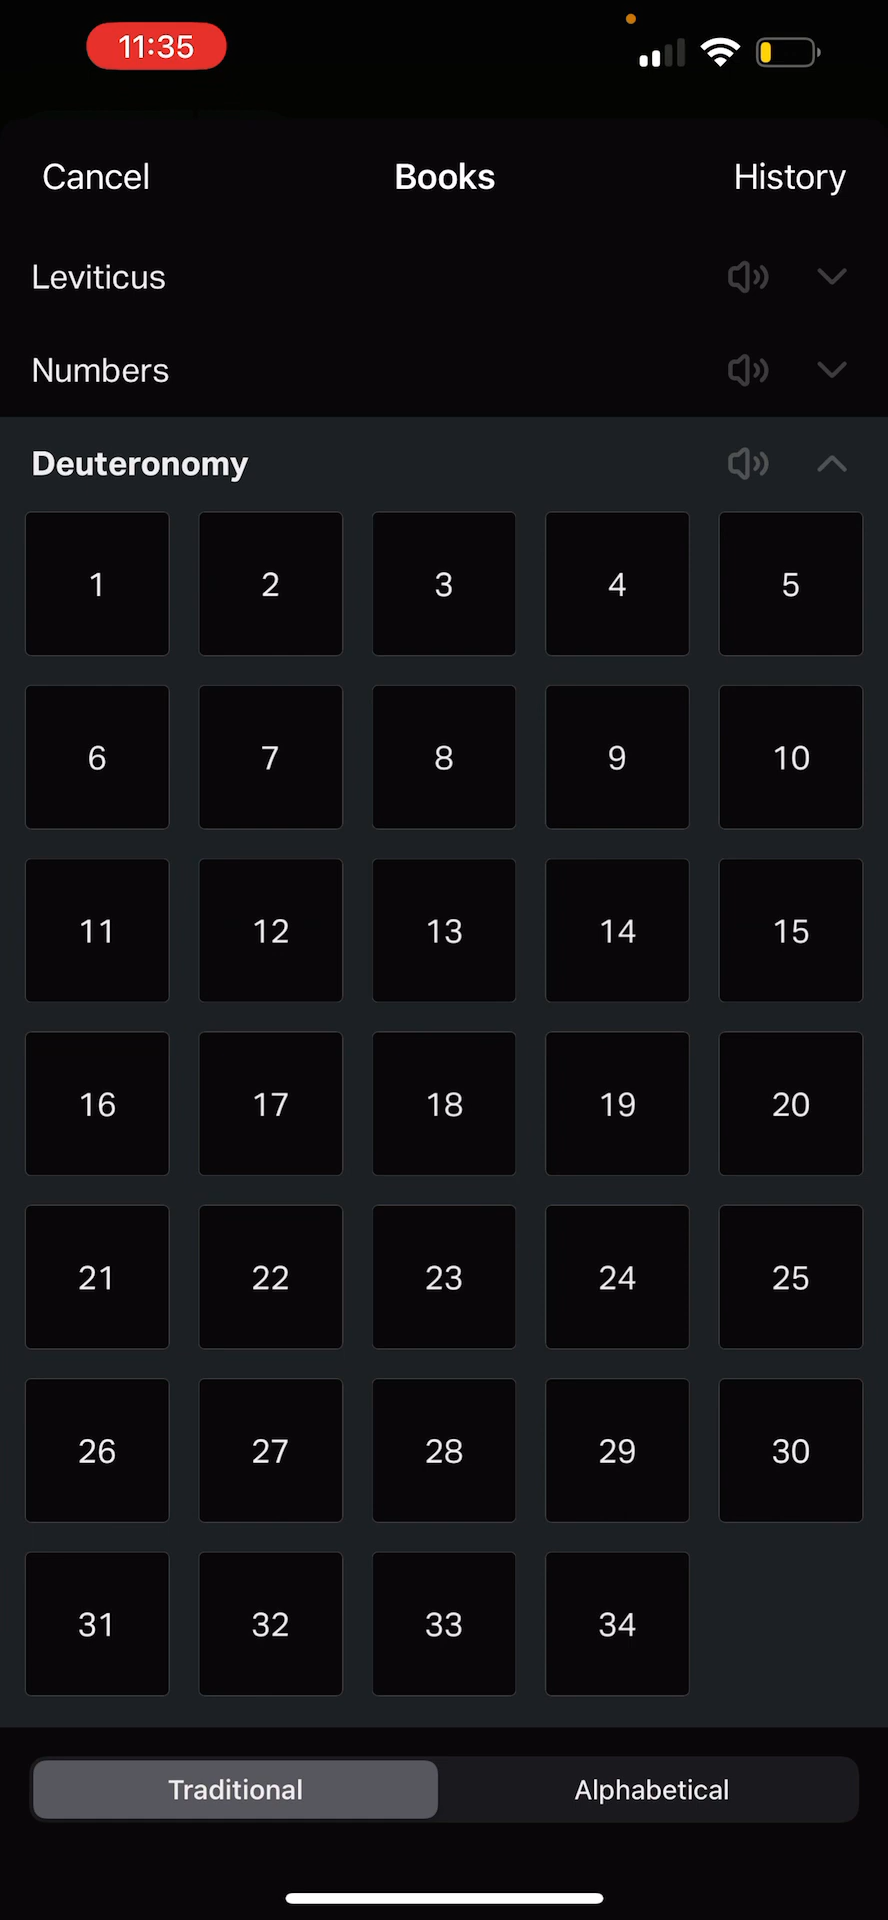 11:35
Cancel Books History
Leviticus
Numbers
Deuteronomy
1 2 3 4 5
6 7 8 9 10
11 12 13 14 15
16 17 18 19 20
21 22 23 24 25
26 27 28 29 30
31 32 33 34
Traditional Alphabetical